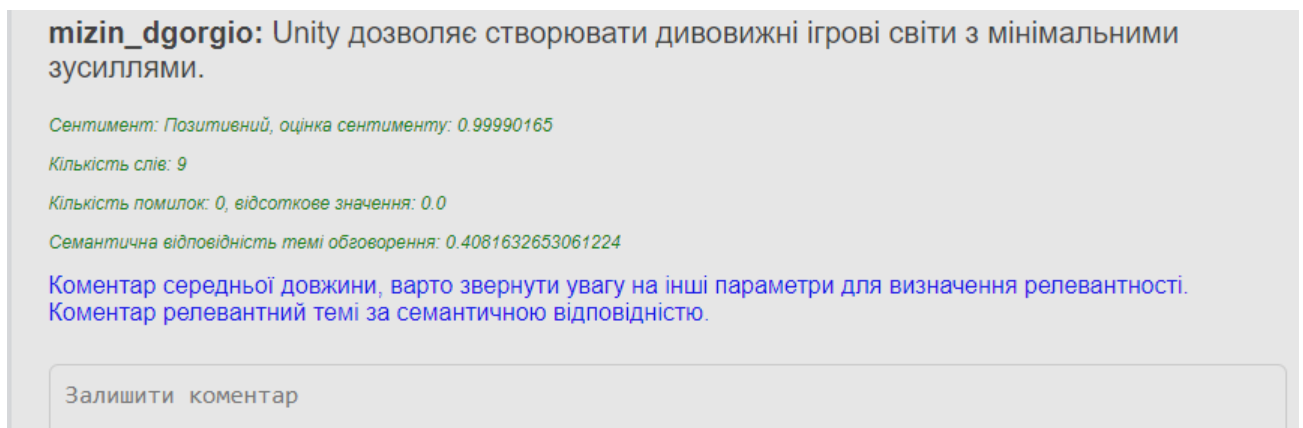 mizin_dgorgio: Unity дозволяє створювати дивовижні ігрові світи з мінімальними
зусиллями.
Сентимент: Позитивний, оцінка сентименту: 0.99990165
Кількість слів: 9
Кількість помилок: 0, відсоткове значення: 0.0
Семантична відповідність темі обговорення: 0.4081632653061224
Коментар середньої довжини, варто звернути увагу на інші параметри для визначення релевантності.
Коментар релевантний темі за семантичною відповідністю.
Залишити коментар